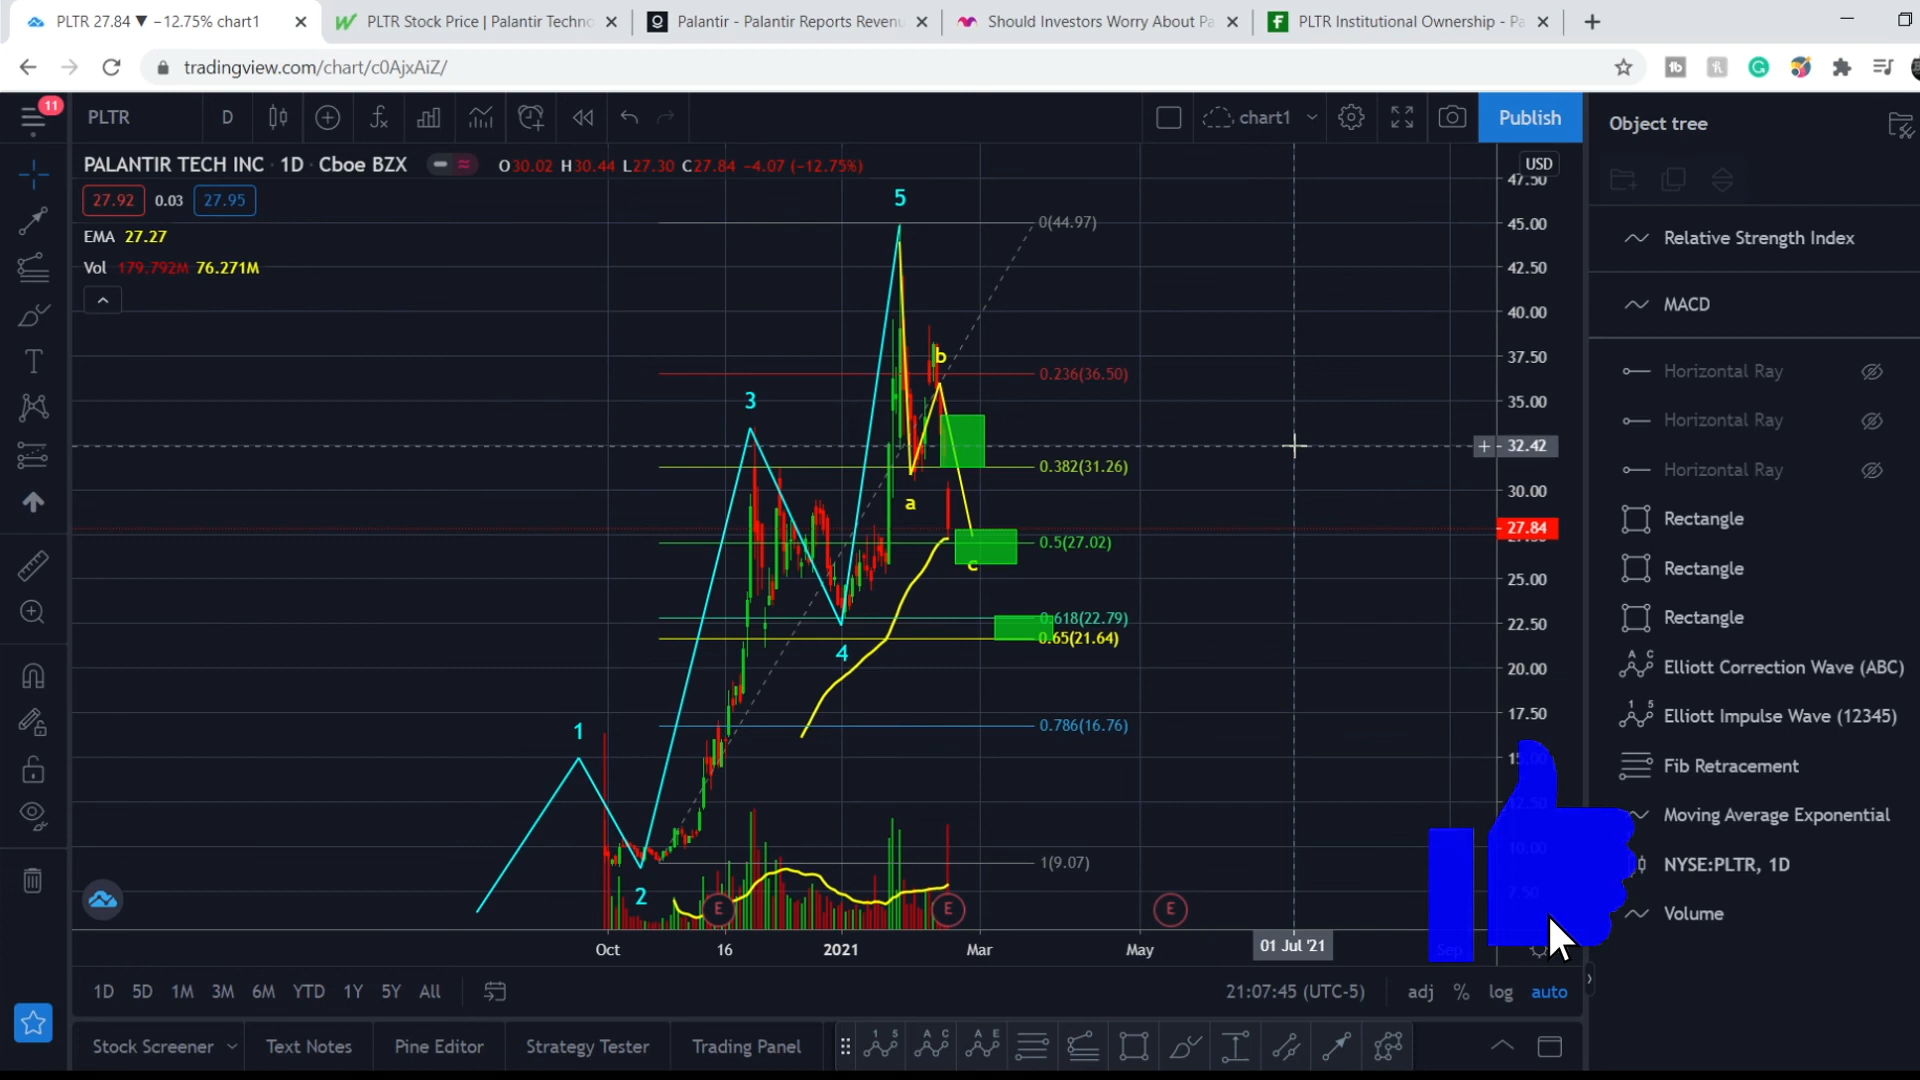 PLTR 27.84 ▼ −12.75% chart1
PLTR Stock Price | Palantir Techno
Palantir - Palantir Reports Revenu
Should Investors Worry About Pa
PLTR Institutional Ownership - Pa
tradingview.com/chart/c0AjxAiZ/
11
PLTR
D
chart1
Publish
Object tree
PALANTIR TECH INC · 1D · Cboe BZX
O30.02 H30.44 L27.30 C27.84 −4.07 (−12.75%)
USD
27.92
0.03
27.95
EMA 27.27
Vol 179.792M 76.271M
47.50
45.00
42.50
40.00
37.50
35.00
32.42
30.00
27.84
25.00
22.50
20.00
17.50
12.50
10.00
7.50
5
0(44.97)
b
0.236(36.50)
3
0.382(31.26)
a
0.5(27.02)
c
0.618(22.79)
0.65(21.64)
4
0.786(16.76)
1
1(9.07)
2
E
E
E
Oct
16
2021
Mar
May
01 Jul '21
Sep
Relative Strength Index
MACD
Horizontal Ray
Horizontal Ray
Horizontal Ray
Rectangle
Rectangle
Rectangle
Elliott Correction Wave (ABC)
Elliott Impulse Wave (12345)
Fib Retracement
Moving Average Exponential
NYSE:PLTR, 1D
Volume
1D 5D 1M 3M 6M YTD 1Y 5Y All
21:07:45 (UTC-5)
adj % log auto
Stock Screener
Text Notes
Pine Editor
Strategy Tester
Trading Panel